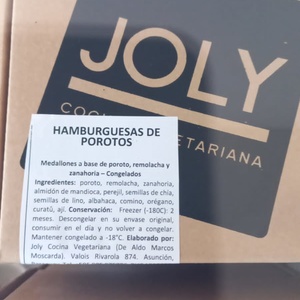 JOLY
COC
ETARIANA
HAMBURGUESAS DE
POROTOS
Medallones a base de poroto, remolacha y
zanahoria – Congelados
Ingredientes: poroto, remolacha, zanahoria,
almidón de mandioca, perejil, semillas de chía,
semillas de lino, albahaca, comino, orégano,
curatú, ají. Conservación: Freezer (-180C): 2
meses. Descongelar en su envase original,
consumir en el día y no volver a congelar.
Mantener congelado a -18°C. Elaborado por:
Joly Cocina Vegetariana (De Aldo Marcos
Moscarda). Valois Rivarola 874. Asunción,